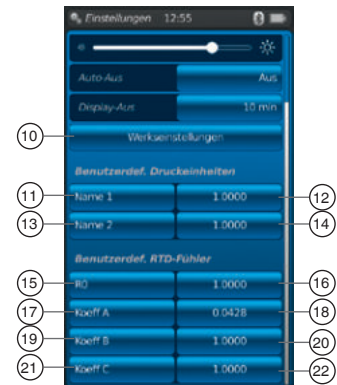 Einstellungen 12:55
Auto-Aus Aus
Display-Aus 10 min
10 Werkseinstellungen
Benutzerdef. Druckeinheiten
11 Name 1 1.0000 12
13 Name 2 1.0000 14
Benutzerdef. RTD-Fühler
15 R0 1.0000 16
17 Koeff A 0.0428 18
19 Koeff B 1.0000 20
21 Koeff C 1.0000 22